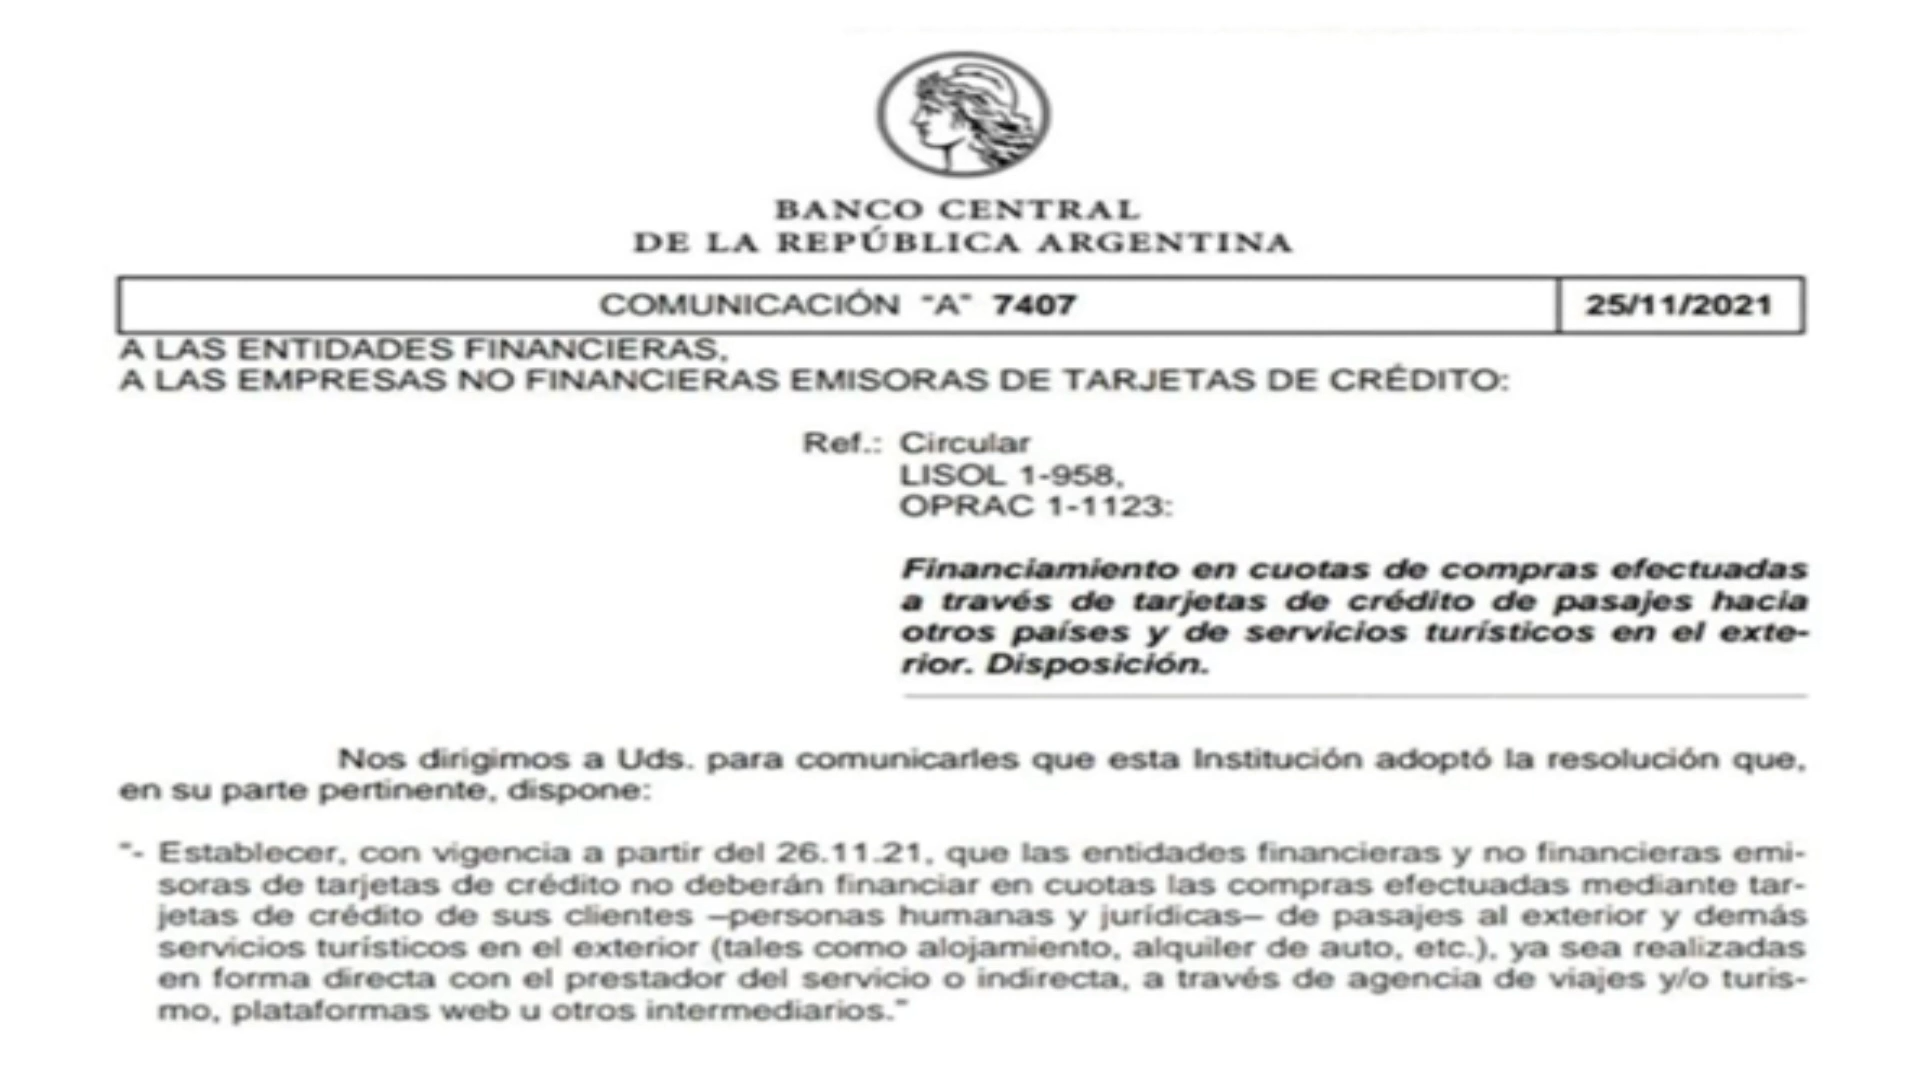 BANCO CENTRAL
DE LA REPÚBLICA ARGENTINA
COMUNICACIÓN “A” 7407 25/11/2021
A LAS ENTIDADES FINANCIERAS,
A LAS EMPRESAS NO FINANCIERAS EMISORAS DE TARJETAS DE CRÉDITO:
Ref.: Circular
LISOL 1-958,
OPRAC 1-1123:
Financiamiento en cuotas de compras efectuadas
a través de tarjetas de crédito de pasajes hacia
otros países y de servicios turísticos en el exte-
rior. Disposición.
Nos dirigimos a Uds. para comunicarles que esta Institución adoptó la resolución que,
en su parte pertinente, dispone:
“- Establecer, con vigencia a partir del 26.11.21, que las entidades financieras y no financieras emi-
soras de tarjetas de crédito no deberán financiar en cuotas las compras efectuadas mediante tar-
jetas de crédito de sus clientes –personas humanas y jurídicas– de pasajes al exterior y demás
servicios turísticos en el exterior (tales como alojamiento, alquiler de auto, etc.), ya sea realizadas
en forma directa con el prestador del servicio o indirecta, a través de agencia de viajes y/o turis-
mo, plataformas web u otros intermediarios.”